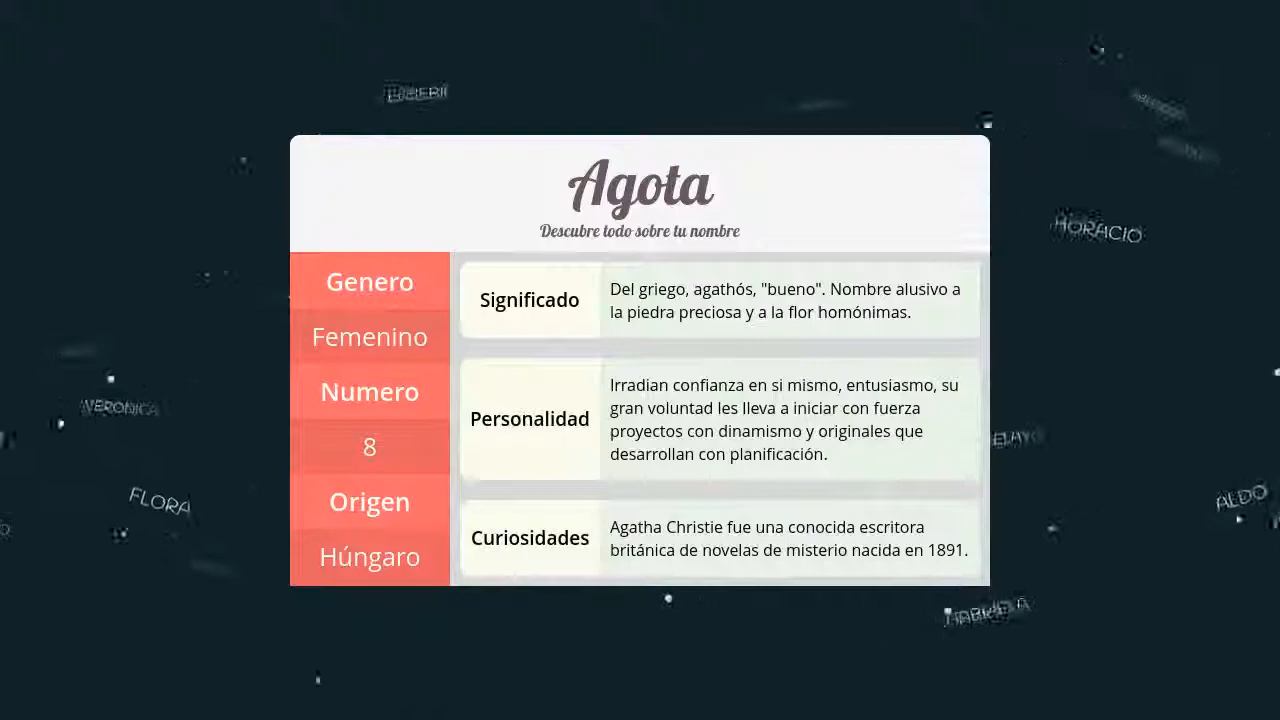 Agota
Descubre todo sobre tu nombre
Genero
Femenino
Numero
8
Origen
Húngaro
Significado
Del griego, agathós, "bueno". Nombre alusivo a
la piedra preciosa y a la flor homónimas.
Personalidad
Irradian confianza en si mismo, entusiasmo, su
gran voluntad les lleva a iniciar con fuerza
proyectos con dinamismo y originales que
desarrollan con planificación.
Curiosidades
Agatha Christie fue una conocida escritora
británica de novelas de misterio nacida en 1891.
HORACIO
VERONICA
FLORA
ALDO